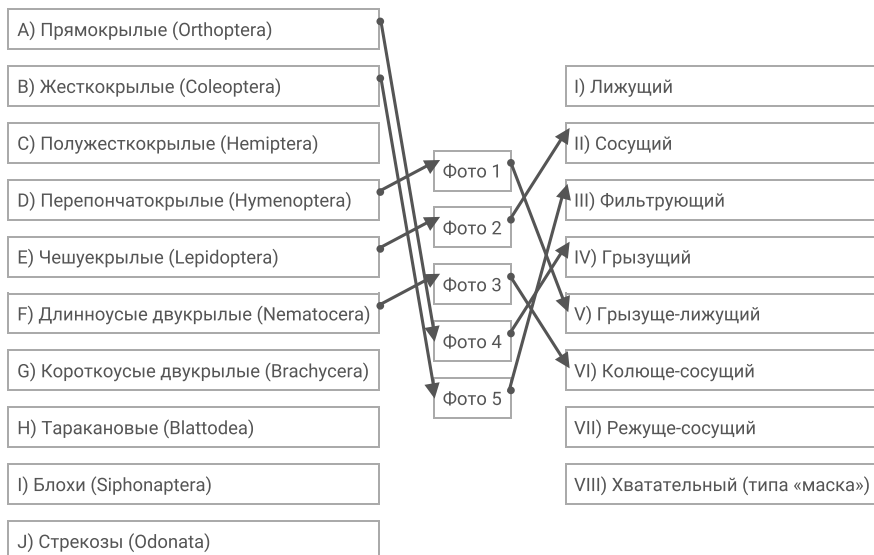 A) Прямокрылые (Orthoptera)
B) Жесткокрылые (Coleoptera)
C) Полужесткокрылые (Hemiptera)
D) Перепончатокрылые (Hymenoptera)
E) Чешуекрылые (Lepidoptera)
F) Длинноусые двукрылые (Nematocera)
G) Короткоусые двукрылые (Brachycera)
H) Таракановые (Blattodea)
I) Блохи (Siphonaptera)
J) Стрекозы (Odonata)
Фото 1
Фото 2
Фото 3
Фото 4
Фото 5
I) Лижущий
II) Сосущий
III) Фильтрующий
IV) Грызущий
V) Грызуще-лижущий
VI) Колюще-сосущий
VII) Режуще-сосущий
VIII) Хватательный (типа «маска»)